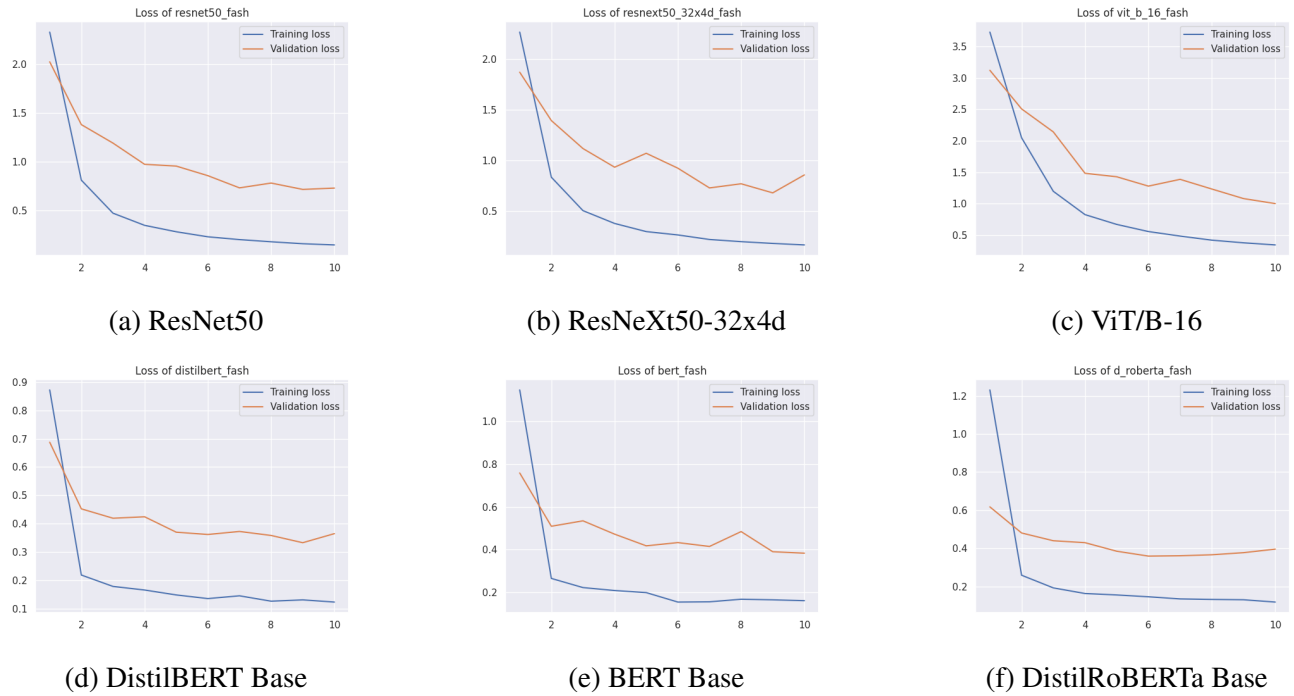 Loss of resnet50_fash
Training loss
Validation loss
2.0
1.5
1.0
0.5
2 4 6 8 10
(a) ResNet50
Loss of resnext50_32x4d_fash
Training loss
Validation loss
2.0
1.5
1.0
0.5
2 4 6 8 10
(b) ResNeXt50-32x4d
Loss of vit_b_16_fash
Training loss
Validation loss
3.5
3.0
2.5
2.0
1.5
1.0
0.5
2 4 6 8 10
(c) ViT/B-16
Loss of distilbert_fash
Training loss
Validation loss
0.9
0.8
0.7
0.6
0.5
0.4
0.3
0.2
0.1
2 4 6 8 10
(d) DistilBERT Base
Loss of bert_fash
Training loss
Validation loss
1.0
0.8
0.6
0.4
0.2
2 4 6 8 10
(e) BERT Base
Loss of d_roberta_fash
Training loss
Validation loss
1.2
1.0
0.8
0.6
0.4
0.2
2 4 6 8 10
(f) DistilRoBERTa Base